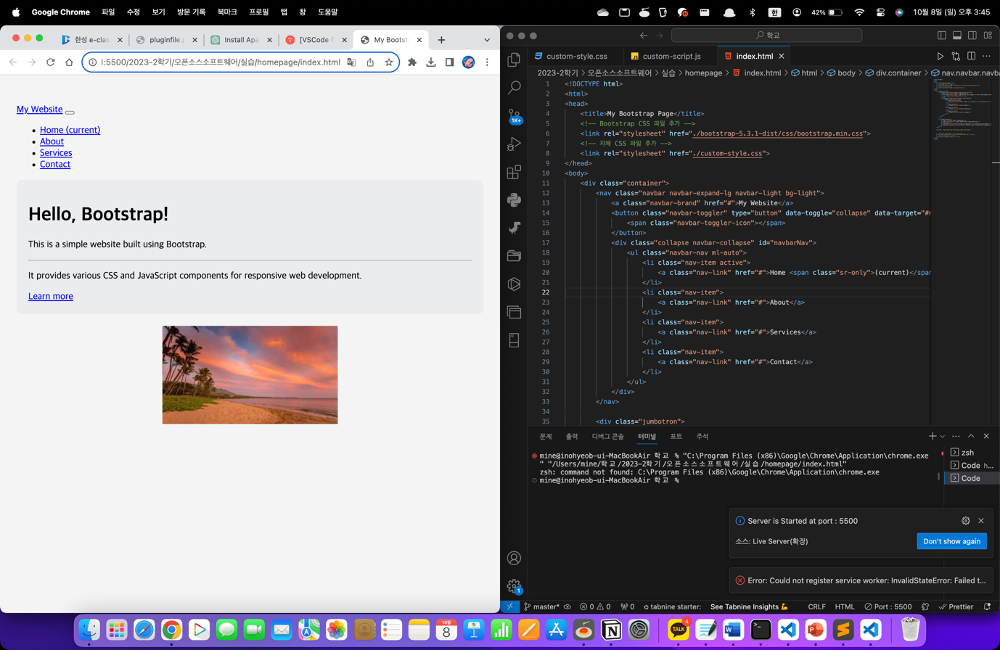 Google Chrome 파일 수정 보기 방문 기록 북마크 프로필 탭 창 도움말
한 42% 10월 8일 (일) 오후 3:45
한성 e-clas
pluginfile.p
Install Apa
[VSCode
My Bootst
l:5500/2023-2학기/오픈소스소프트웨어/실습/homepage/index.html
My Website
Home (current)
About
Services
Contact
Hello, Bootstrap!
This is a simple website built using Bootstrap.
It provides various CSS and JavaScript components for responsive web development.
Learn more
학교
custom-style.css
JS custom-script.js
index.html
2023-2학기 > 오픈소스소프트웨어 > 실습 > homepage > index.html > html > body > div.container > nav.navbar.navba
1 <!DOCTYPE html>
2 <html>
3 <head>
4 <title>My Bootstrap Page</title>
5 <!-- Bootstrap CSS 파일 추가 -->
6 <link rel="stylesheet" href="./bootstrap-5.3.1-dist/css/bootstrap.min.css">
7 <!-- 자체 CSS 파일 추가 -->
8 <link rel="stylesheet" href="./custom-style.css">
9 </head>
10 <body>
11 <div class="container">
12 <nav class="navbar navbar-expand-lg navbar-light bg-light">
13 <a class="navbar-brand" href="#">My Website</a>
14 <button class="navbar-toggler" type="button" data-toggle="collapse" data-target="#n
15 <span class="navbar-toggler-icon"></span>
16 </button>
17 <div class="collapse navbar-collapse" id="navbarNav">
18 <ul class="navbar-nav ml-auto">
19 <li class="nav-item active">
20 <a class="nav-link" href="#">Home <span class="sr-only">(current)</span
21 </li>
22 <li class="nav-item">
23 <a class="nav-link" href="#">About</a>
24 </li>
25 <li class="nav-item">
26 <a class="nav-link" href="#">Services</a>
27 </li>
28 <li class="nav-item">
29 <a class="nav-link" href="#">Contact</a>
30 </li>
31 </ul>
32 </div>
33 </nav>
34
35 <div class="jumbotron">
1K+
문제 출력 디버그 콘솔 터미널 포트 주석
mine@inohyeob-ui-MacBookAir 학교 % "C:\Program Files (x86)\Google\Chrome\Application\chrome.exe
" "/Users/mine/학교/2023-2학기/오픈소스소프트웨어/실습/homepage/index.html"
zsh: command not found: C:\Program Files (x86)\Google\Chrome\Application\chrome.exe
mine@inohyeob-ui-MacBookAir 학교 %
zsh
Code h...
Code
Server is Started at port : 5500
소스: Live Server(확장)
Don't show again
Error: Could not register service worker: InvalidStateError: Failed t...
1
master* 0 0 0 tabnine starter: See Tabnine Insights CRLF HTML Port : 5500 Prettier
10월
8
4
TALK